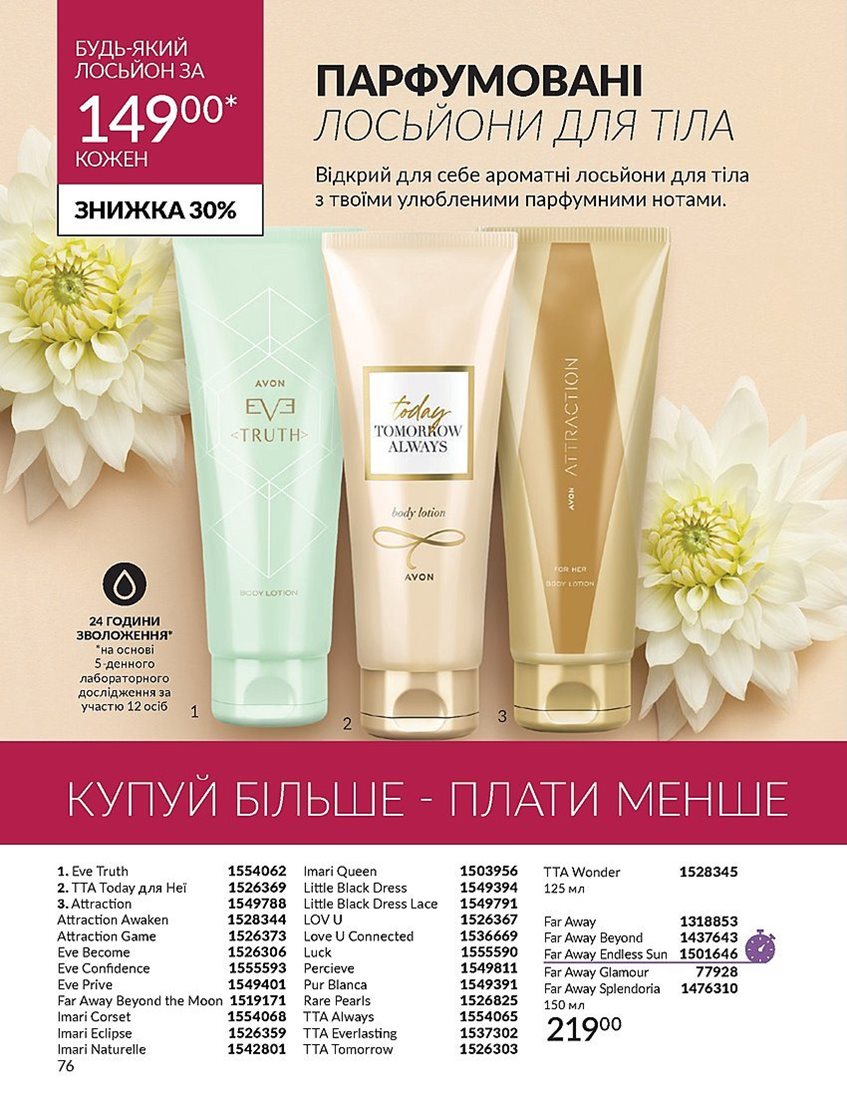 БУДЬ-ЯКИЙ
ЛОСЬЙОН ЗА
149⁰⁰*
КОЖЕН
ЗНИЖКА 30%
ПАРФУМОВАНІ
ЛОСЬЙОНИ ДЛЯ ТІЛА
Відкрий для себе ароматні лосьйони для тіла
з твоїми улюбленими парфумними нотами.
AVON
EVE
<TRUTH>
BODY LOTION
today
TOMORROW
ALWAYS
body lotion
AVON
AVON ATTRACTION
FOR HER
BODY LOTION
24 ГОДИНИ
ЗВОЛОЖЕННЯ*
*на основі
5-денного
лабораторного
дослідження за
участю 12 осіб
1
2
3
КУПУЙ БІЛЬШЕ - ПЛАТИ МЕНШЕ
1. Eve Truth 1554062
2. TTA Today для Неї 1526369
3. Attraction 1549788
Attraction Awaken 1528344
Attraction Game 1526373
Eve Become 1526306
Eve Confidence 1555593
Eve Prive 1549401
Far Away Beyond the Moon 1519171
Imari Corset 1554068
Imari Eclipse 1526359
Imari Naturelle 1542801
Imari Queen 1503956
Little Black Dress 1549394
Little Black Dress Lace 1549791
LOV U 1526367
Love U Connected 1536669
Luck 1555590
Percieve 1549811
Pur Blanca 1549391
Rare Pearls 1526825
TTA Always 1554065
TTA Everlasting 1537302
TTA Tomorrow 1526303
TTA Wonder 1528345
125 мл
Far Away 1318853
Far Away Beyond 1437643
Far Away Endless Sun 1501646
Far Away Glamour 77928
Far Away Splendoria 1476310
150 мл
219⁰⁰
76